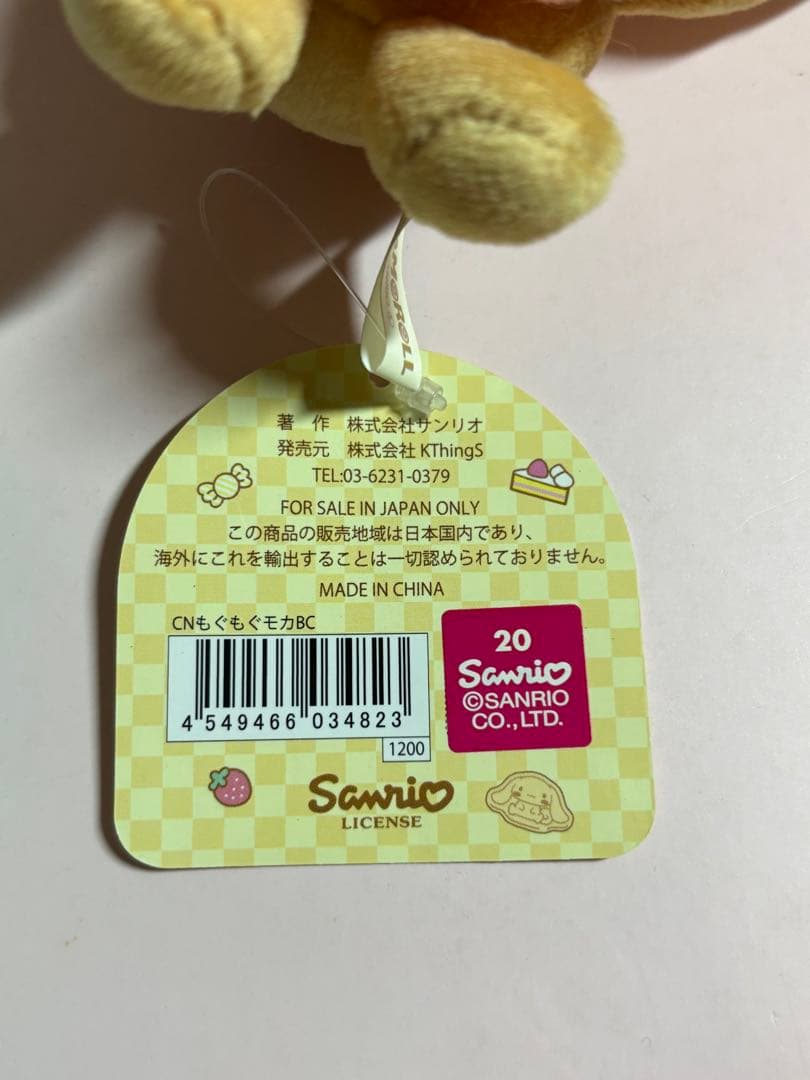 MOROLL
著 作 株式会社サンリオ
発売元 株式会社 KThingS
TEL:03-6231-0379
FOR SALE IN JAPAN ONLY
この商品の販売地域は日本国内であり、
海外にこれを輸出することは一切認められておりません。
MADE IN CHINA
CNもぐもぐモカBC
4 549466 034823
1200
20
Sanrio
©SANRIO
CO.,LTD.
Sanrio
LICENSE